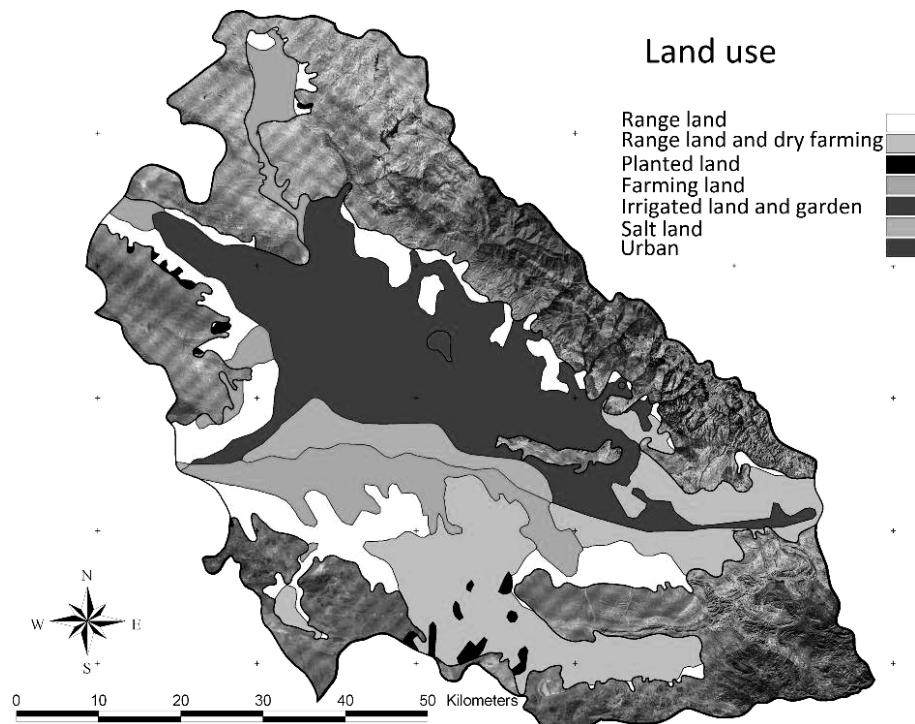 Land use
Range land
Range land and dry farming
Planted land
Farming land
Irrigated land and garden
Salt land
Urban
N
W E
S
0 10 20 30 40 50 Kilometers